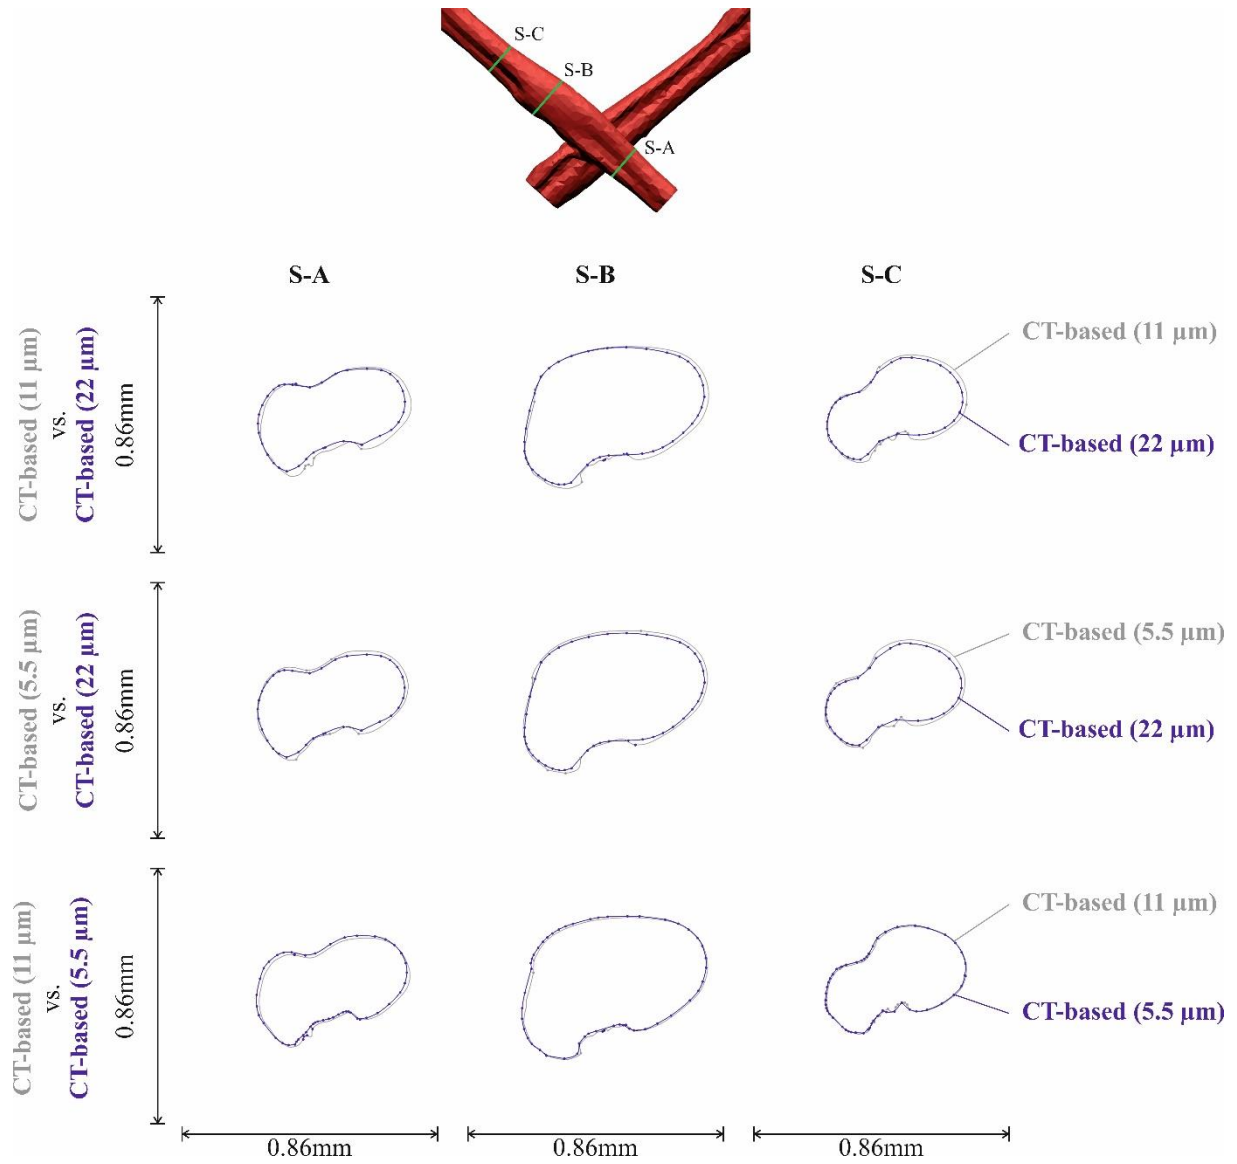 S-C
S-B
S-A
S-A
S-B
S-C
CT-based (11 µm)
vs.
CT-based (22 µm)
0.86mm
CT-based (11 µm)
CT-based (22 µm)
CT-based (5.5 µm)
vs.
CT-based (22 µm)
0.86mm
CT-based (5.5 µm)
CT-based (22 µm)
CT-based (11 µm)
vs.
CT-based (5.5 µm)
0.86mm
CT-based (11 µm)
CT-based (5.5 µm)
0.86mm
0.86mm
0.86mm